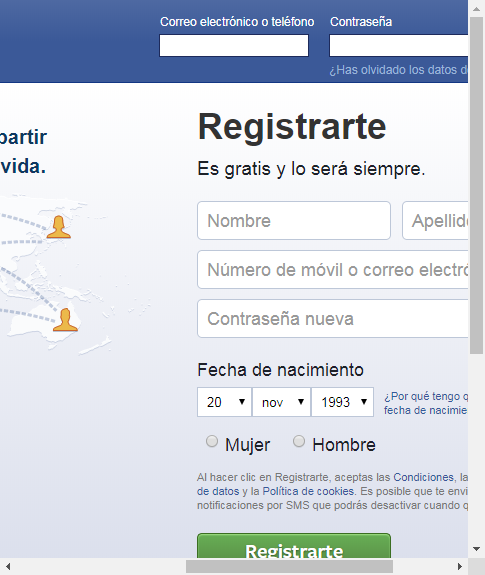 Correo electrónico o teléfono
Contraseña
¿Has olvidado los datos
partir
vida.
Registrarte
Es gratis y lo será siempre.
Nombre
Apellid
Número de móvil o correo electró
Contraseña nueva
Fecha de nacimiento
20 nov 1993
¿Por qué tengo q
fecha de nacimie
Mujer Hombre
Al hacer clic en Registrarte, aceptas las Condiciones, la
de datos y la Política de cookies. Es posible que te envi
notificaciones por SMS que podrás desactivar cuando q
Registrarte